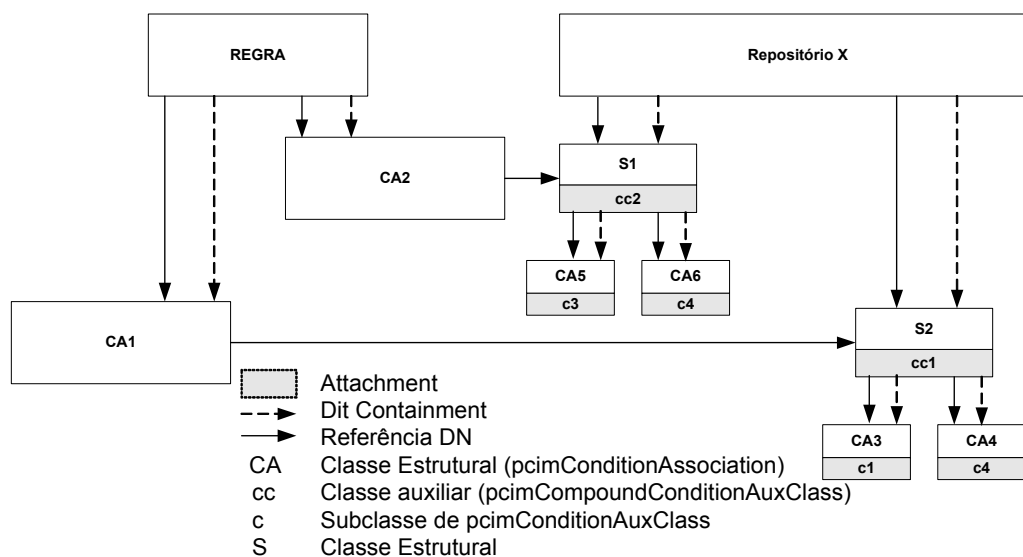 REGRA
Repositório X
CA2
S1
cc2
CA5
c3
CA6
c4
CA1
S2
cc1
CA3
c1
CA4
c4
Attachment
Dit Containment
Referência DN
CA Classe Estrutural (pcimConditionAssociation)
cc Classe auxiliar (pcimCompoundConditionAuxClass)
c Subclasse de pcimConditionAuxClass
S Classe Estrutural